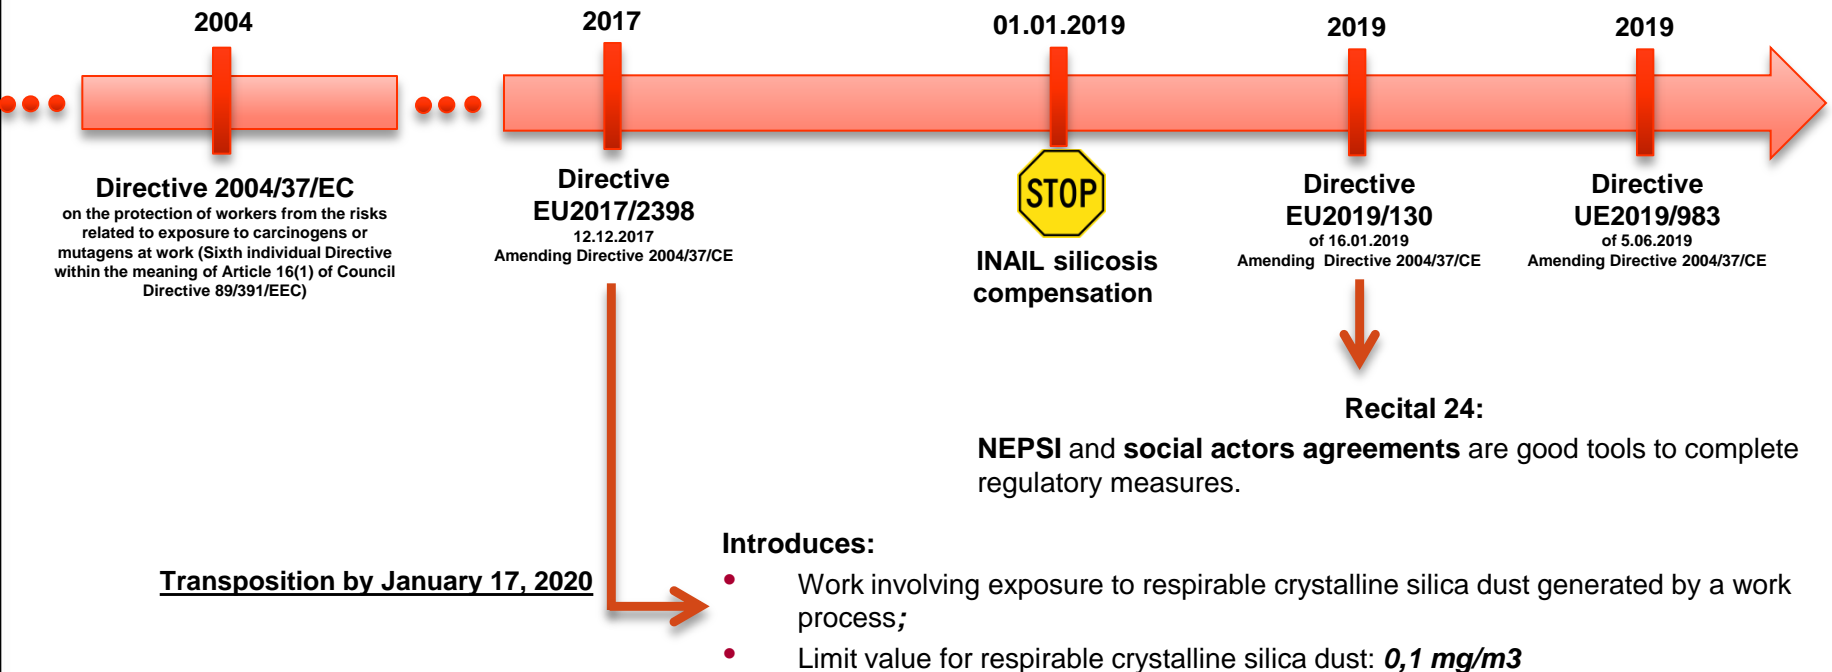 2004
2017
01.01.2019
2019
2019
Directive 2004/37/EC
on the protection of workers from the risks
related to exposure to carcinogens or
mutagens at work (Sixth individual Directive
within the meaning of Article 16(1) of Council
Directive 89/391/EEC)
Directive
EU2017/2398
12.12.2017
Amending Directive 2004/37/CE
STOP
INAIL silicosis
compensation
Directive
EU2019/130
of 16.01.2019
Amending Directive 2004/37/CE
Directive
UE2019/983
of 5.06.2019
Amending Directive 2004/37/CE
Recital 24:
NEPSI and social actors agreements are good tools to complete
regulatory measures.
Transposition by January 17, 2020
Introduces:
• Work involving exposure to respirable crystalline silica dust generated by a work
process;
• Limit value for respirable crystalline silica dust: 0,1 mg/m3